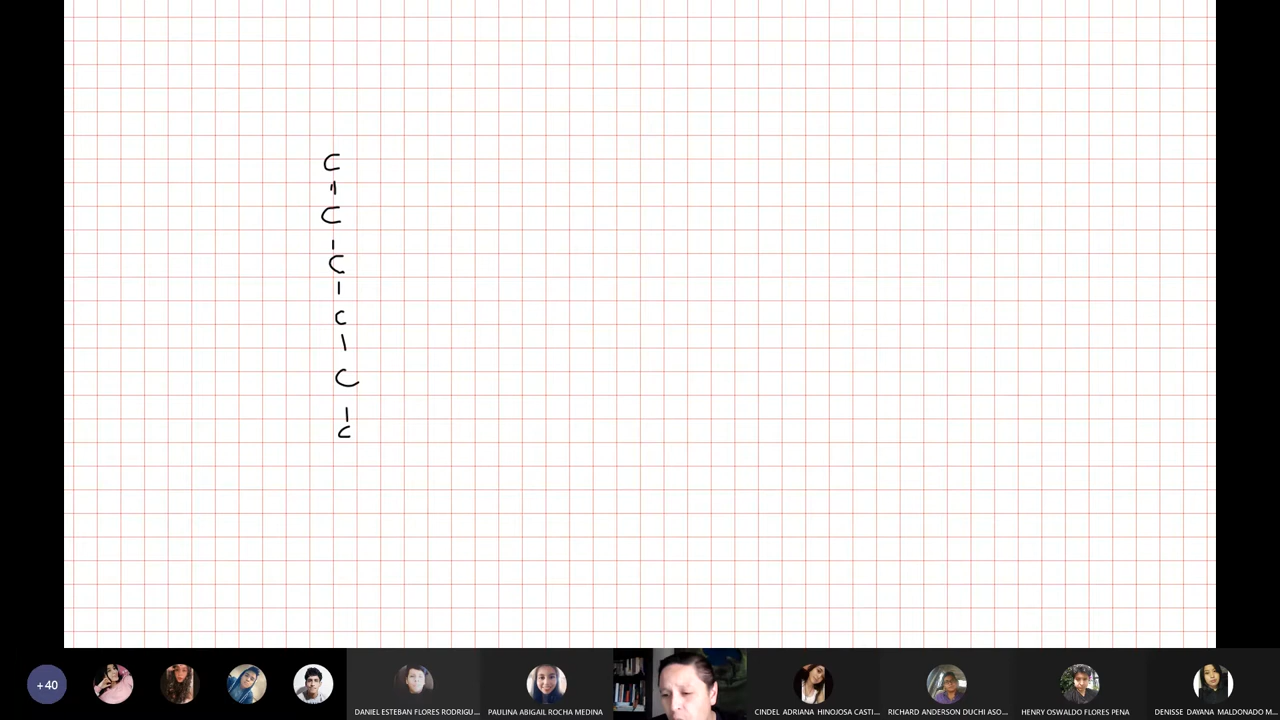 C
"
C
|
C
|
C
|
C
|
C
+40
DANIEL ESTEBAN FLORES RODRIGU...
PAULINA ABIGAIL ROCHA MEDINA
CINDEL ADRIANA HINOJOSA CASTI...
RICHARD ANDERSON DUCHI ASO...
HENRY OSWALDO FLORES PENA
DENISSE DAYANA MALDONADO M...